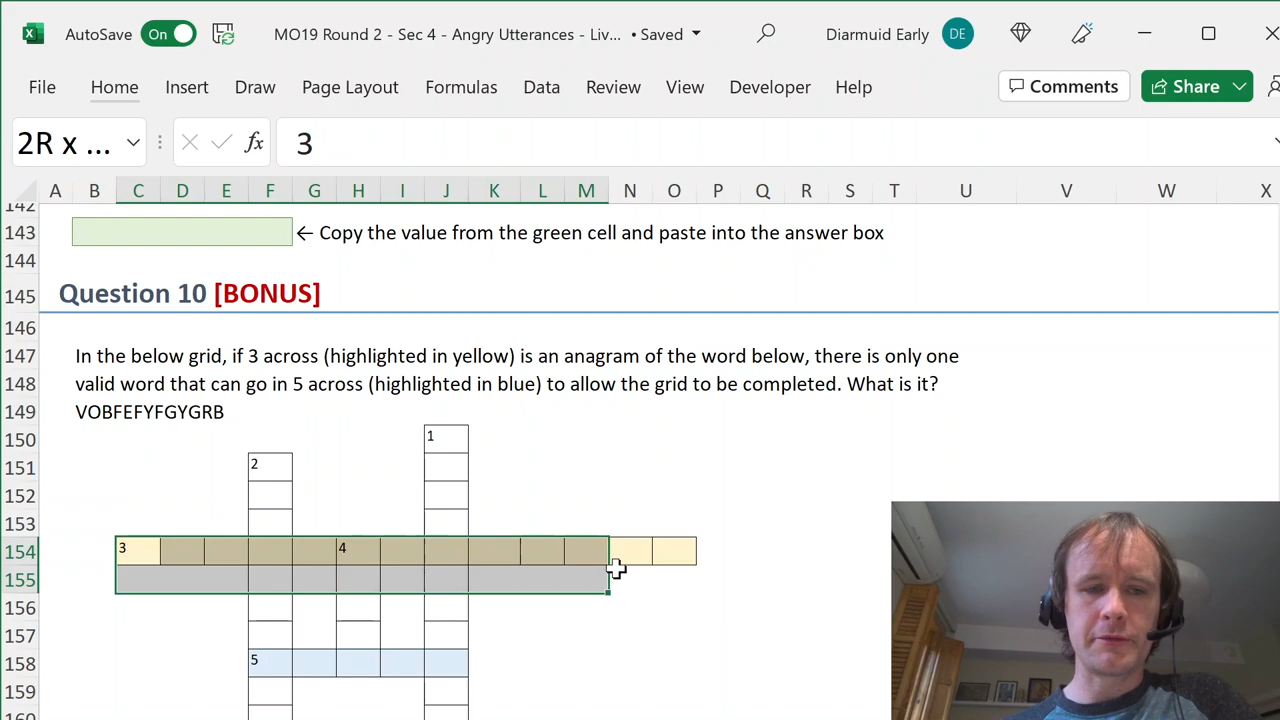 AutoSave On MO19 Round 2 - Sec 4 - Angry Utterances - Liv... • Saved Diarmuid Early DE
File Home Insert Draw Page Layout Formulas Data Review View Developer Help Comments Share
2R x ... fx 3
A B C D E F G H I J K L M N O P Q R S T U V W X
142
143 ← Copy the value from the green cell and paste into the answer box
144
145 Question 10 [BONUS]
146
147 In the below grid, if 3 across (highlighted in yellow) is an anagram of the word below, there is only one
148 valid word that can go in 5 across (highlighted in blue) to allow the grid to be completed. What is it?
149 VOBFEFYFGYGRB
150 1
151 2
152
153
154 3 4
155
156
157
158 5
159
160